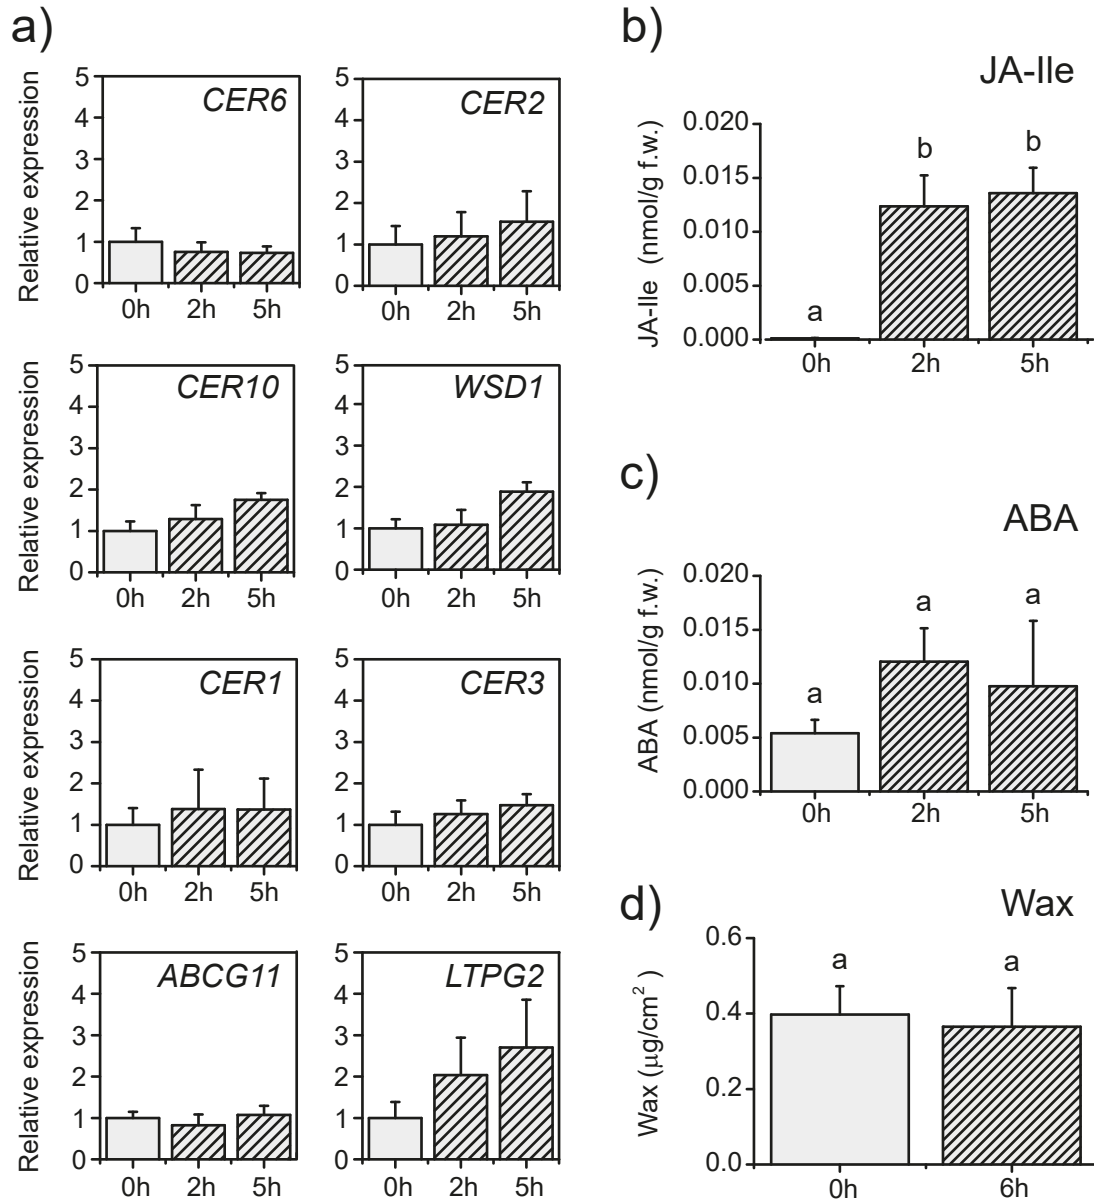 a)
Relative expression
5
4
3
2
1
0
CER6
0h 2h 5h
5
4
3
2
1
0
CER2
0h 2h 5h
Relative expression
5
4
3
2
1
0
CER10
0h 2h 5h
5
4
3
2
1
0
WSD1
0h 2h 5h
Relative expression
5
4
3
2
1
0
CER1
0h 2h 5h
5
4
3
2
1
0
CER3
0h 2h 5h
Relative expression
5
4
3
2
1
0
ABCG11
0h 2h 5h
5
4
3
2
1
0
LTPG2
0h 2h 5h
b)
JA-Ile
JA-Ile (nmol/g f.w.)
0.020
0.015
0.010
0.005
0.000
a b b
0h 2h 5h
c)
ABA
ABA (nmol/g f.w.)
0.020
0.015
0.010
0.005
0.000
a a a
0h 2h 5h
d)
Wax
Wax (μg/cm²)
0.6
0.4
0.2
0.0
a a
0h 6h